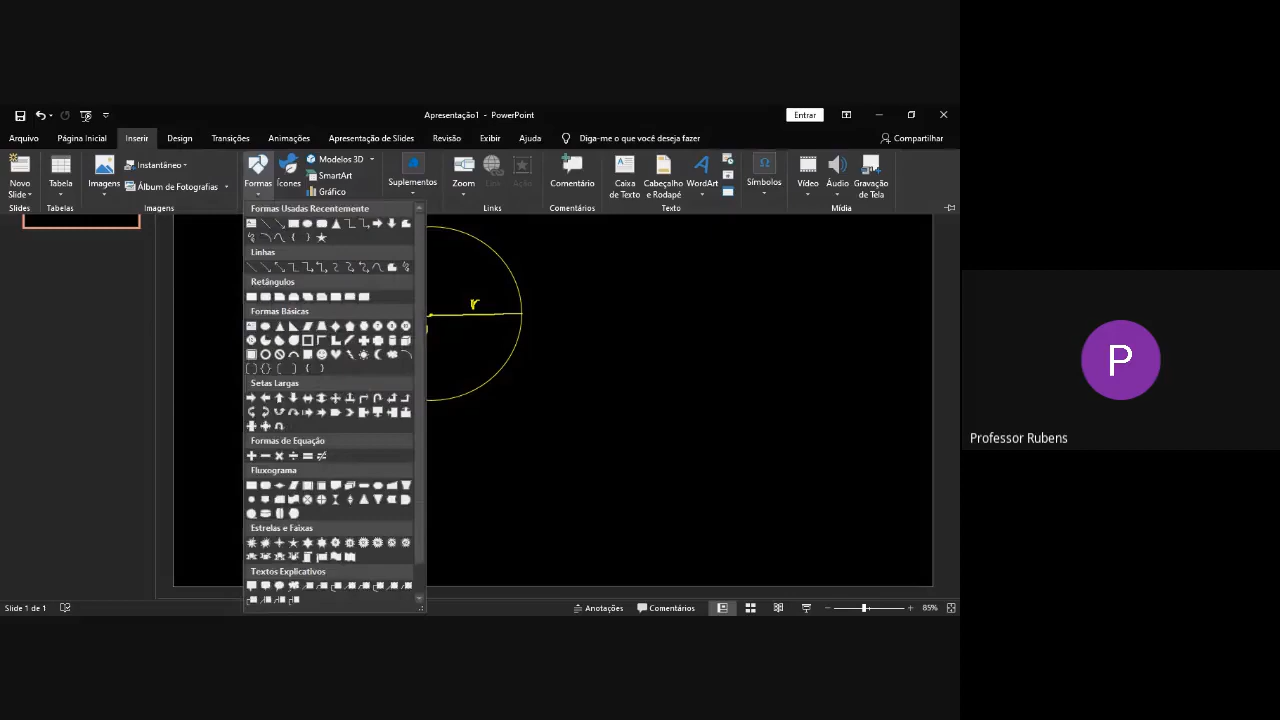 Apresentação1 - PowerPoint
Entrar
Arquivo Página Inicial Inserir Design Transições Animações Apresentação de Slides Revisão Exibir Ajuda Diga-me o que você deseja fazer Compartilhar
Novo Slide
Tabela
Imagens
Instantâneo
Álbum de Fotografias
Formas
Ícones
Modelos 3D
SmartArt
Gráfico
Suplementos
Zoom
Ação
Comentário
Caixa de Texto
Cabeçalho e Rodapé
WordArt
Símbolos
Vídeo
Áudio
Gravação de Tela
Slides Tabelas Imagens Links Comentários Texto Mídia
Formas Usadas Recentemente
Linhas
Retângulos
r
Formas Básicas
Setas Largas
Formas de Equação
Fluxograma
Estrelas e Faixas
Textos Explicativos
P
Professor Rubens
Slide 1 de 1 Anotações Comentários 85%